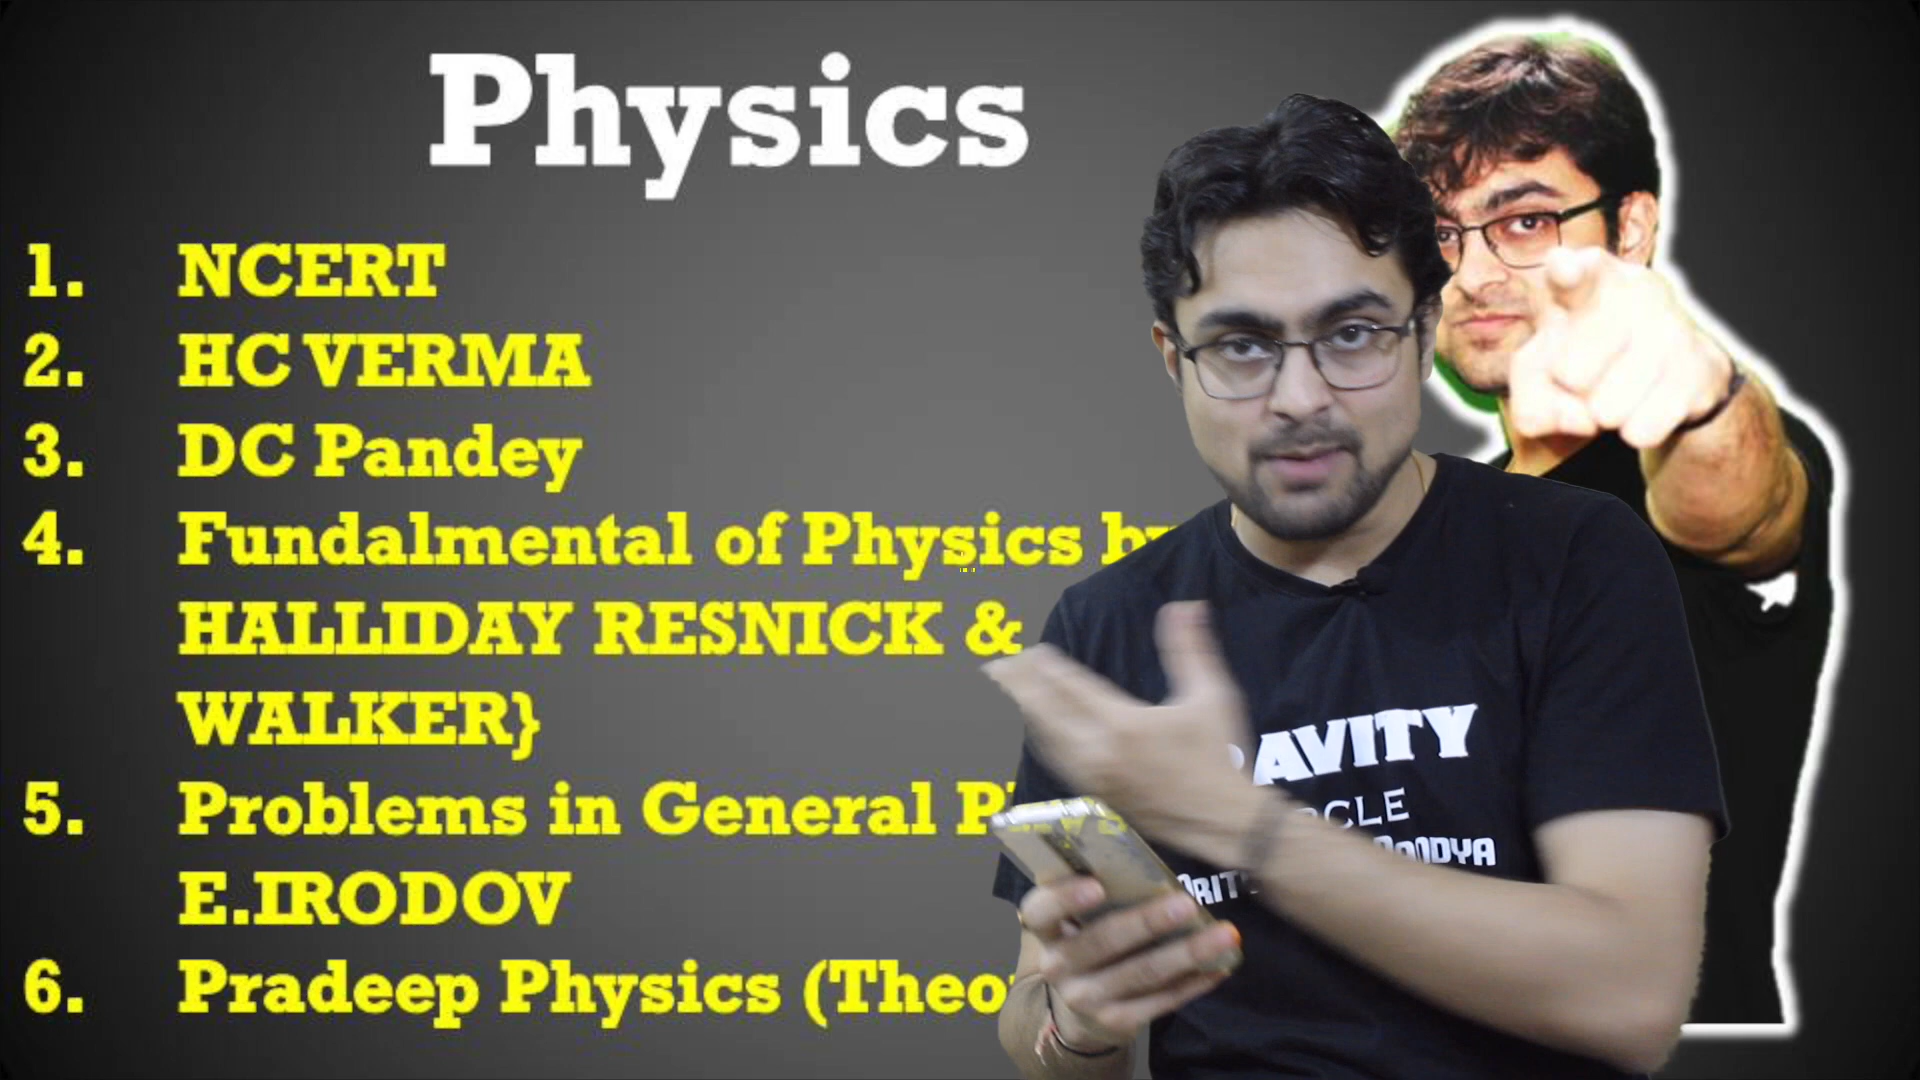 Physics
1. NCERT
2. HC VERMA
3. DC Pandey
4. Fundalmental of Physics by
HALLIDAY RESNICK &
WALKER}
5. Problems in General
E.IRODOV
6. Pradeep Physics
AVITY